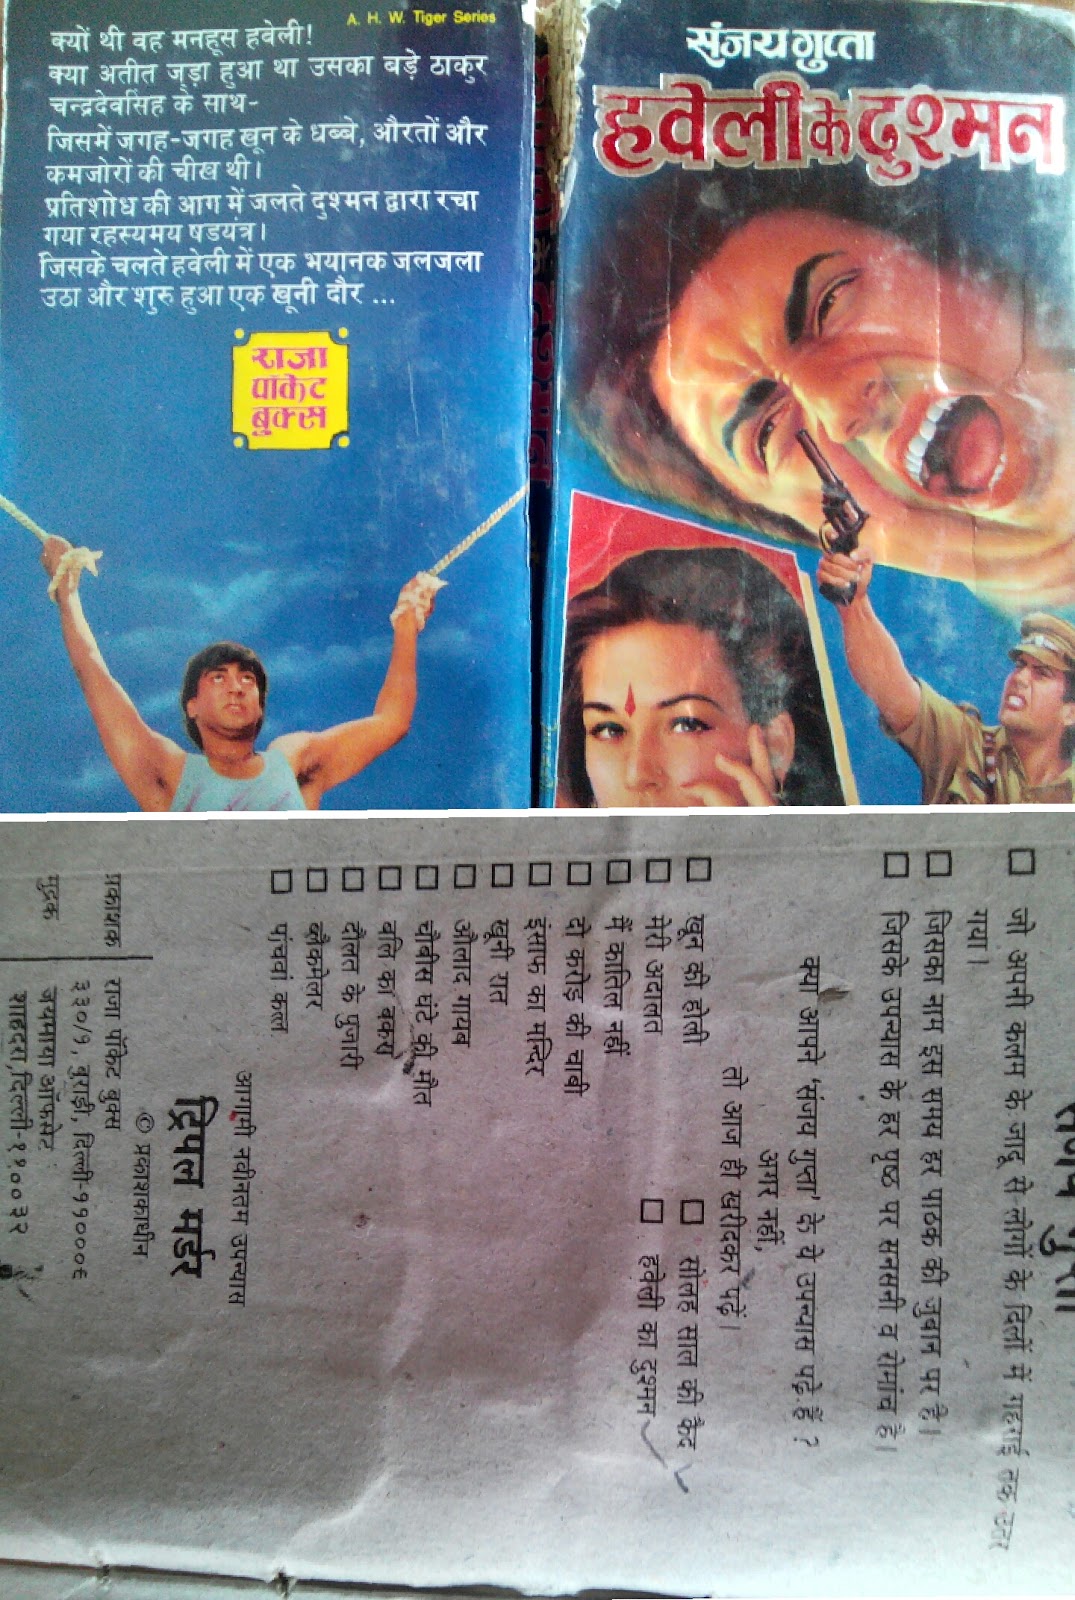 A. H. W. Tiger Series
क्यों थी वह मनहूस हवेली!
क्या अतीत जुड़ा हुआ था उसका बड़े ठाकुर
चन्द्रदेवसिंह के साथ-
जिसमें जगह-जगह खून के धब्बे, औरतों और
कमजोरों की चीख थी।
प्रतिशोध की आग में जलते दुश्मन द्वारा रचा
गया रहस्यमय षडयंत्र।
जिसके चलते हवेली में एक भयानक जलजला
उठा और शुरु हुआ एक खूनी दौर ...
राजा
पॉकेट
बुक्स
संजय गुप्ता
हवेली के दुश्मन
जो अपनी कलम के जादू से लोगों के दिलों में गहराई तक उतर
गया।
जिसका नाम इस समय हर पाठक की जुबान पर है।
जिसके उपन्यास के हर पृष्ठ पर सनसनी व रोमांच है।
क्या आपने 'संजय गुप्ता' के ये उपन्यास पढ़े हैं ?
अगर नहीं,
तो आज ही खरीदकर पढ़ें।
खून की होली
सोलह साल की कैद
मेरी अदालत
हवेली का दुश्मन
मैं कातिल नहीं
दो करोड़ की चाबी
इंसाफ का मन्दिर
खूनी रात
औलाद गायब
चौबीस घंटे की मौत
बलि का बकरा
दौलत के पुजारी
ब्लैकमेलर
पांचवां कत्ल
आगामी नवीनतम उपन्यास
ट्रिपल मर्डर
© प्रकाशकाधीन
प्रकाशक राजा पॉकेट बुक्स
३३०/१, बुराड़ी, दिल्ली-११०००९
मुद्रक जयमाया ऑफसेट
शाहदरा, दिल्ली-११००३२